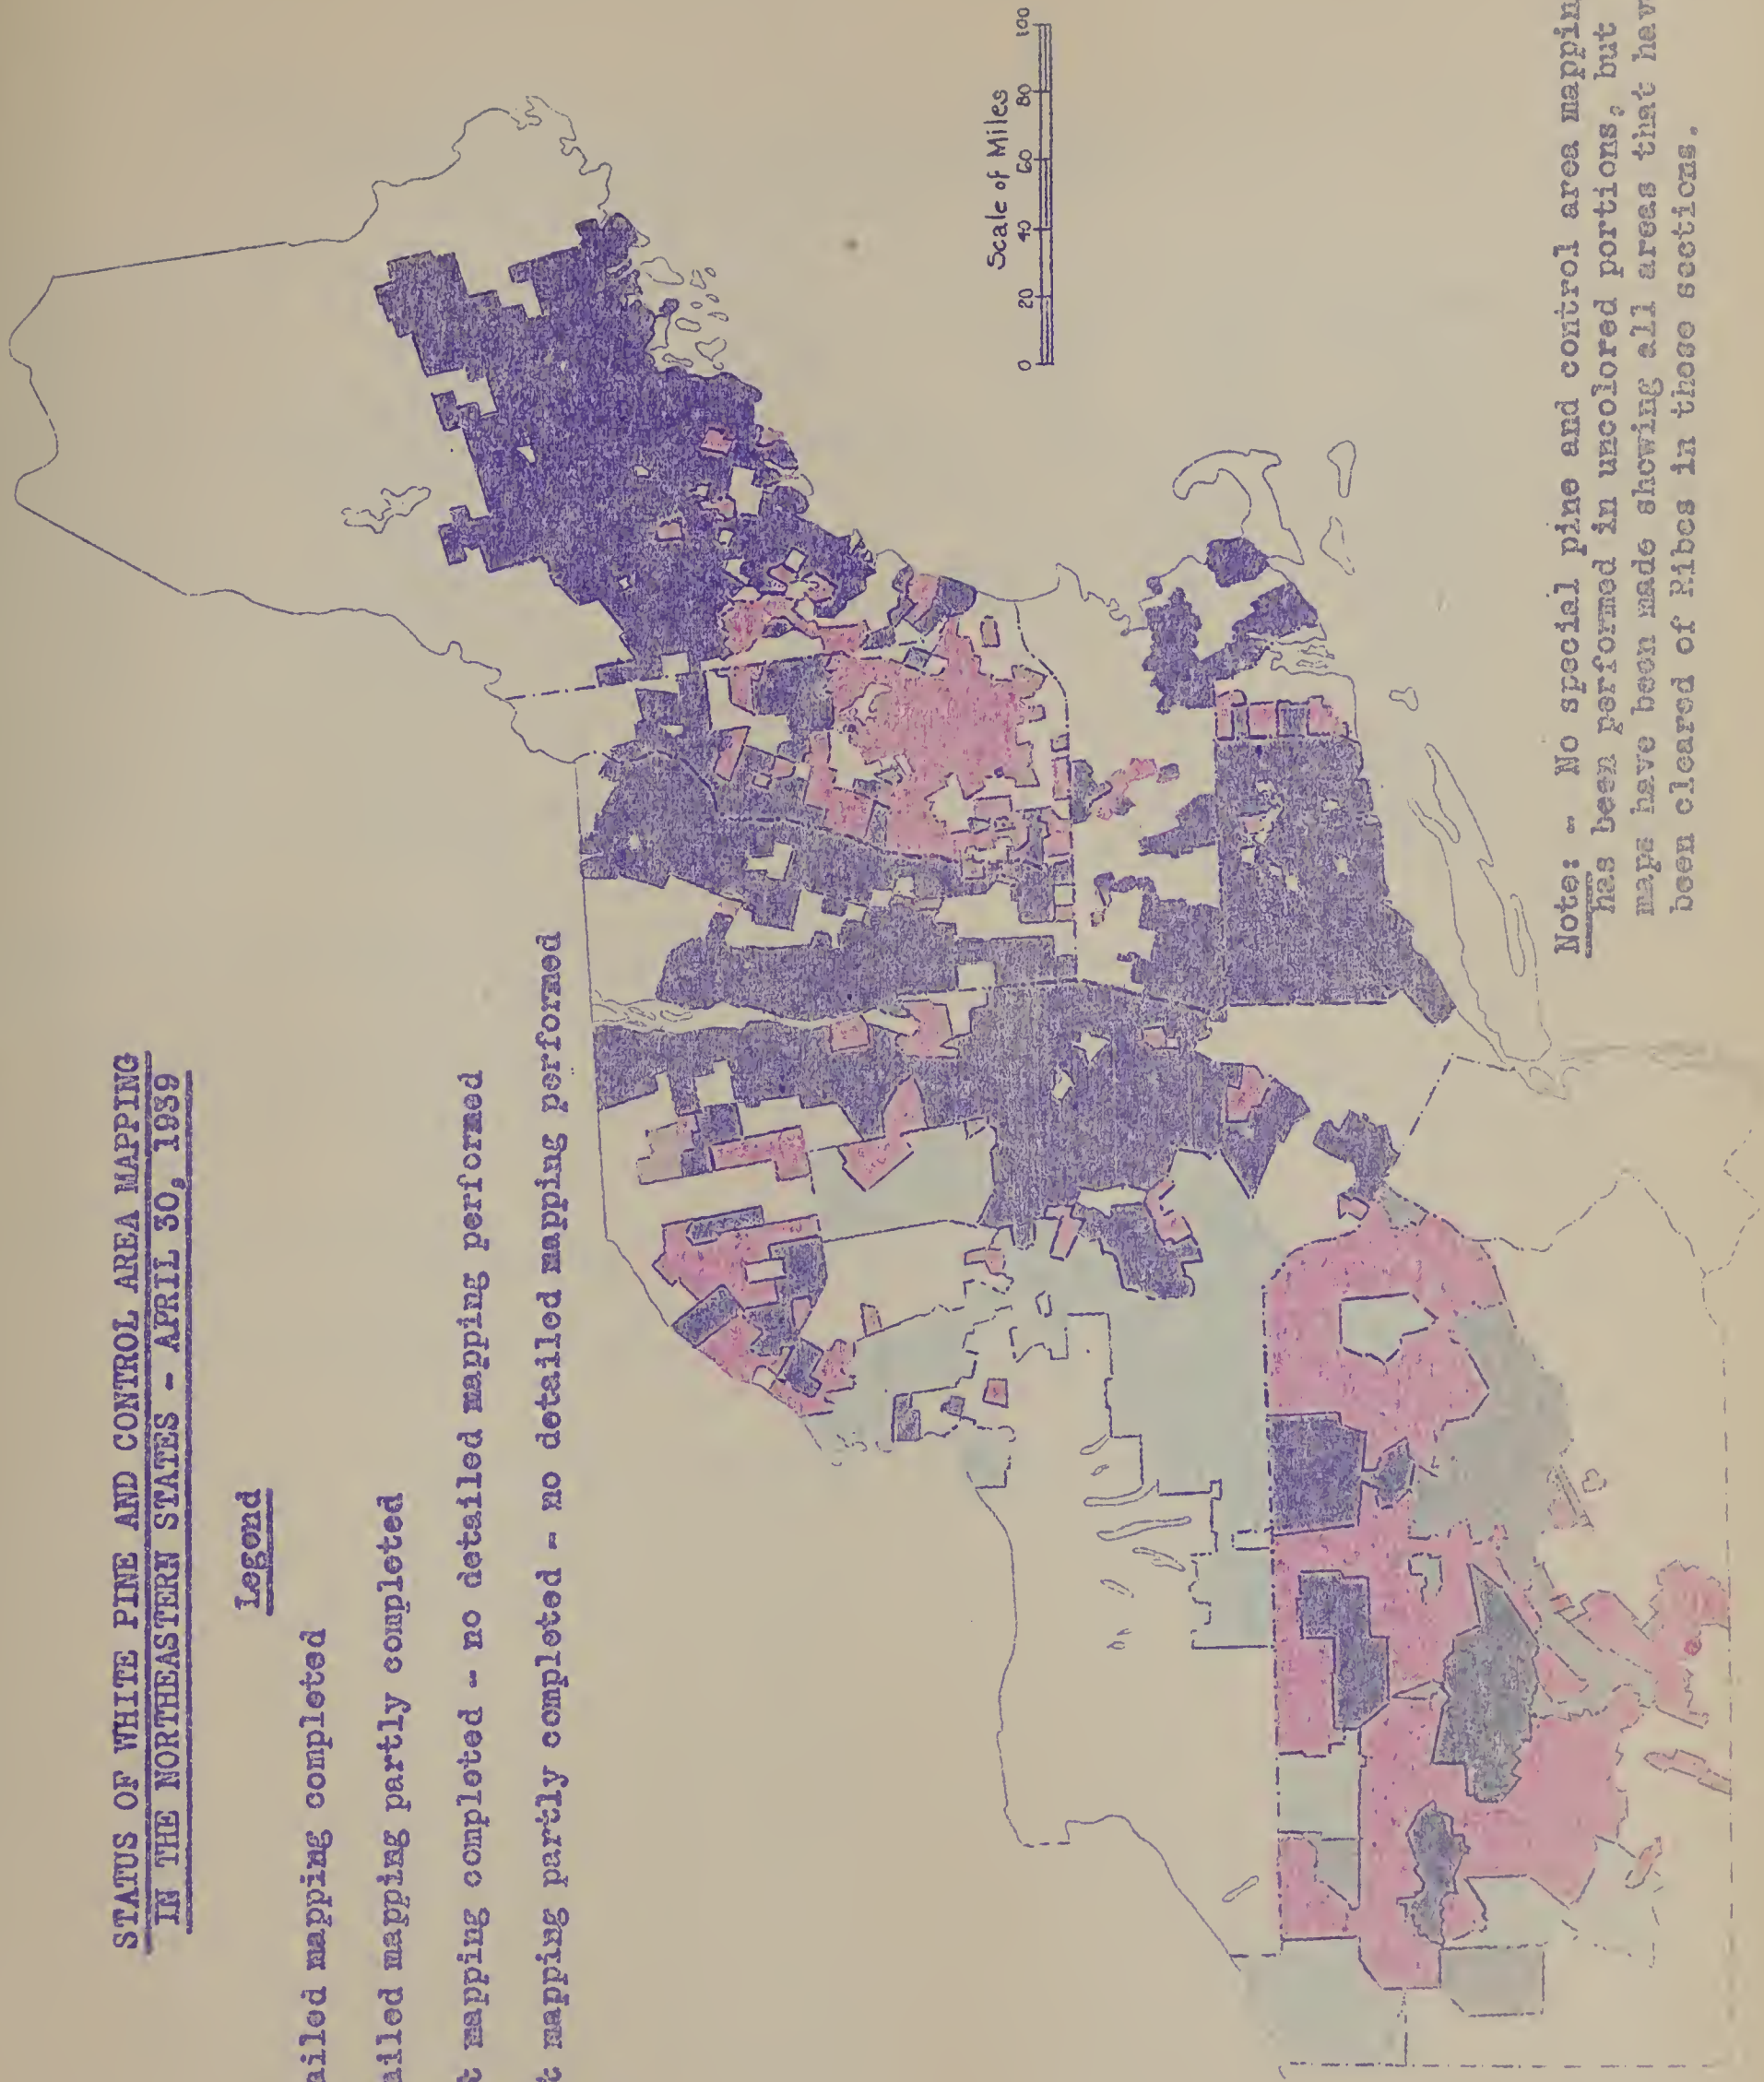 STATUS OF WHITE PINE AND CONTROL AREA MAPPING
IN THE NORTHEASTERN STATES - APRIL 30, 1939
Legend
ailed mapping completed
ailed mapping partly completed
t mapping completed - no detailed mapping performed
t mapping partly completed - no detailed mapping performed
Scale of Miles
0 20 40 60 80 100
Note: - No special pine and control area mappin
has been performed in uncolored portions, but
maps have been made showing all areas that hav
been cleared of Ribes in those sections.